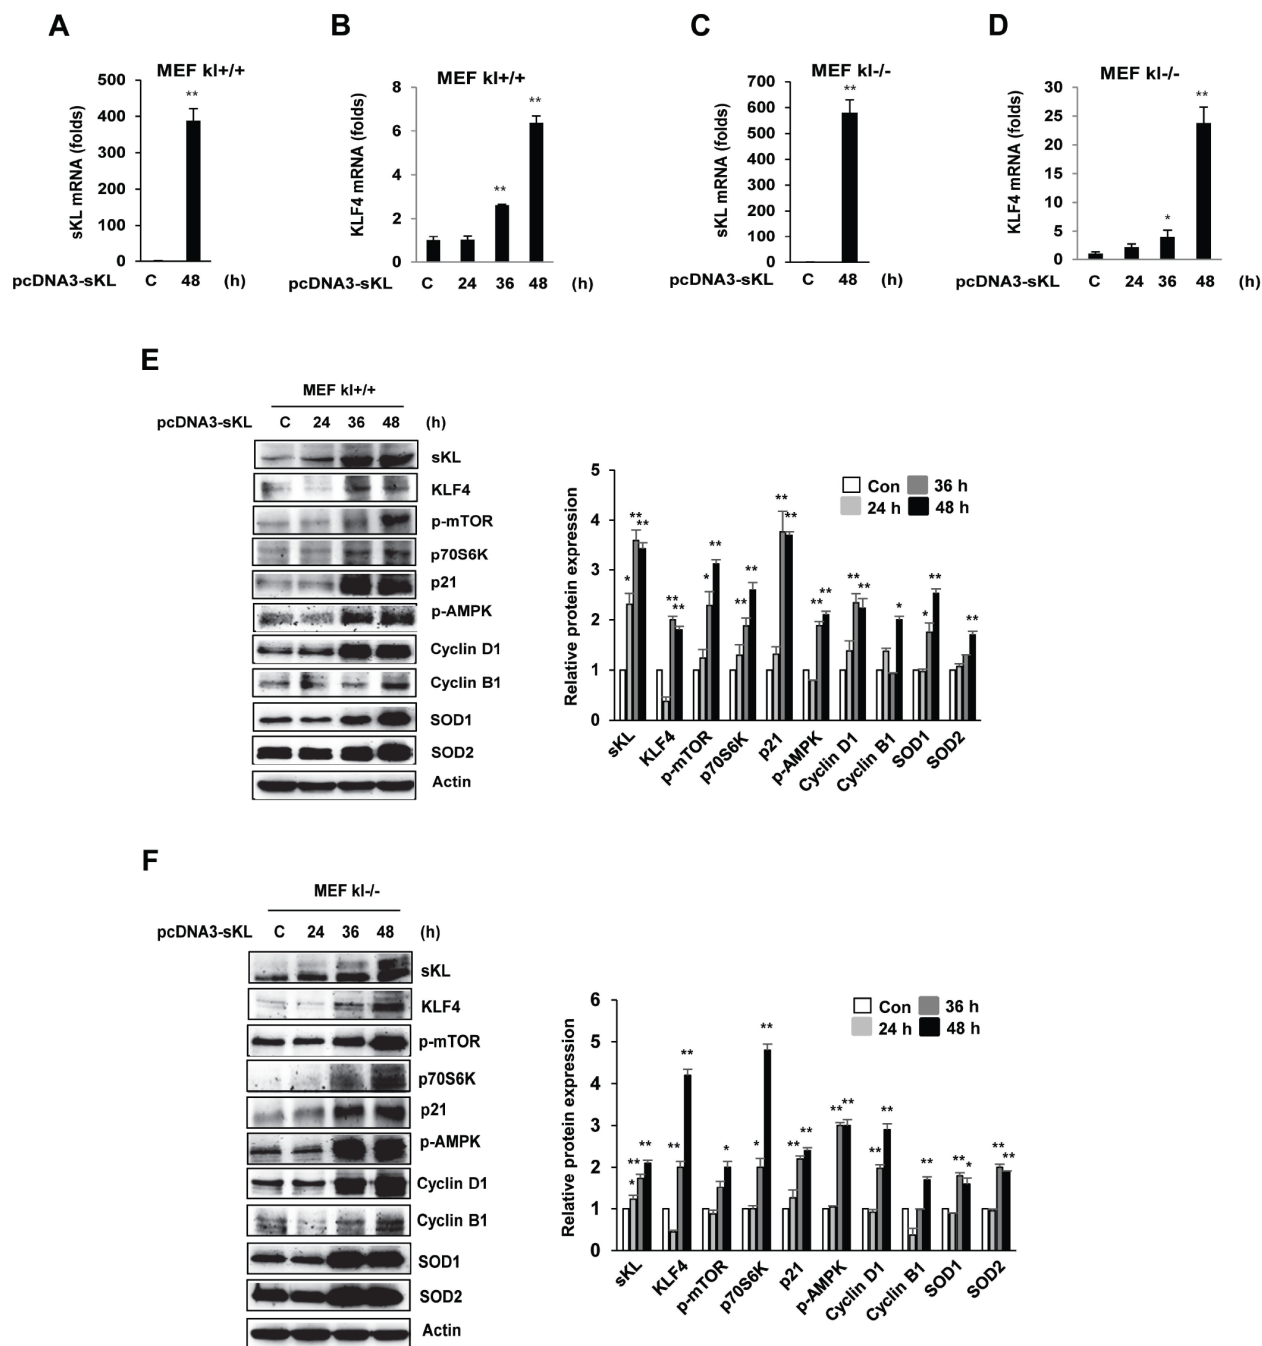 A
B
C
D
MEF kl+/+
sKL mRNA (folds)
500
400
300
200
100
0
**
pcDNA3-sKL C 48 (h)
MEF kl+/+
KLF4 mRNA (folds)
8
6
4
2
0
**
**
pcDNA3-sKL C 24 36 48 (h)
MEF kl-/-
sKL mRNA (folds)
700
600
500
400
300
200
100
0
**
pcDNA3-sKL C 48 (h)
MEF kl-/-
KLF4 mRNA (folds)
30
25
20
15
10
5
0
*
**
pcDNA3-sKL C 24 36 48 (h)
E
MEF kl+/+
pcDNA3-sKL C 24 36 48 (h)
sKL
KLF4
p-mTOR
p70S6K
p21
p-AMPK
Cyclin D1
Cyclin B1
SOD1
SOD2
Actin
Relative protein expression
5
4
3
2
1
0
Con 36 h
24 h 48 h
* ** ** ** ** * ** ** ** ** ** ** ** ** ** * * ** **
sKL KLF4 p-mTOR p70S6K p21 p-AMPK Cyclin D1 Cyclin B1 SOD1 SOD2
F
MEF kl-/-
pcDNA3-sKL C 24 36 48 (h)
sKL
KLF4
p-mTOR
p70S6K
p21
p-AMPK
Cyclin D1
Cyclin B1
SOD1
SOD2
Actin
Relative protein expression
6
5
4
3
2
1
0
Con 36 h
24 h 48 h
* ** ** ** ** * * ** ** ** ** ** ** ** ** ** * ** **
sKL KLF4 p-mTOR p70S6K p21 p-AMPK Cyclin D1 Cyclin B1 SOD1 SOD2